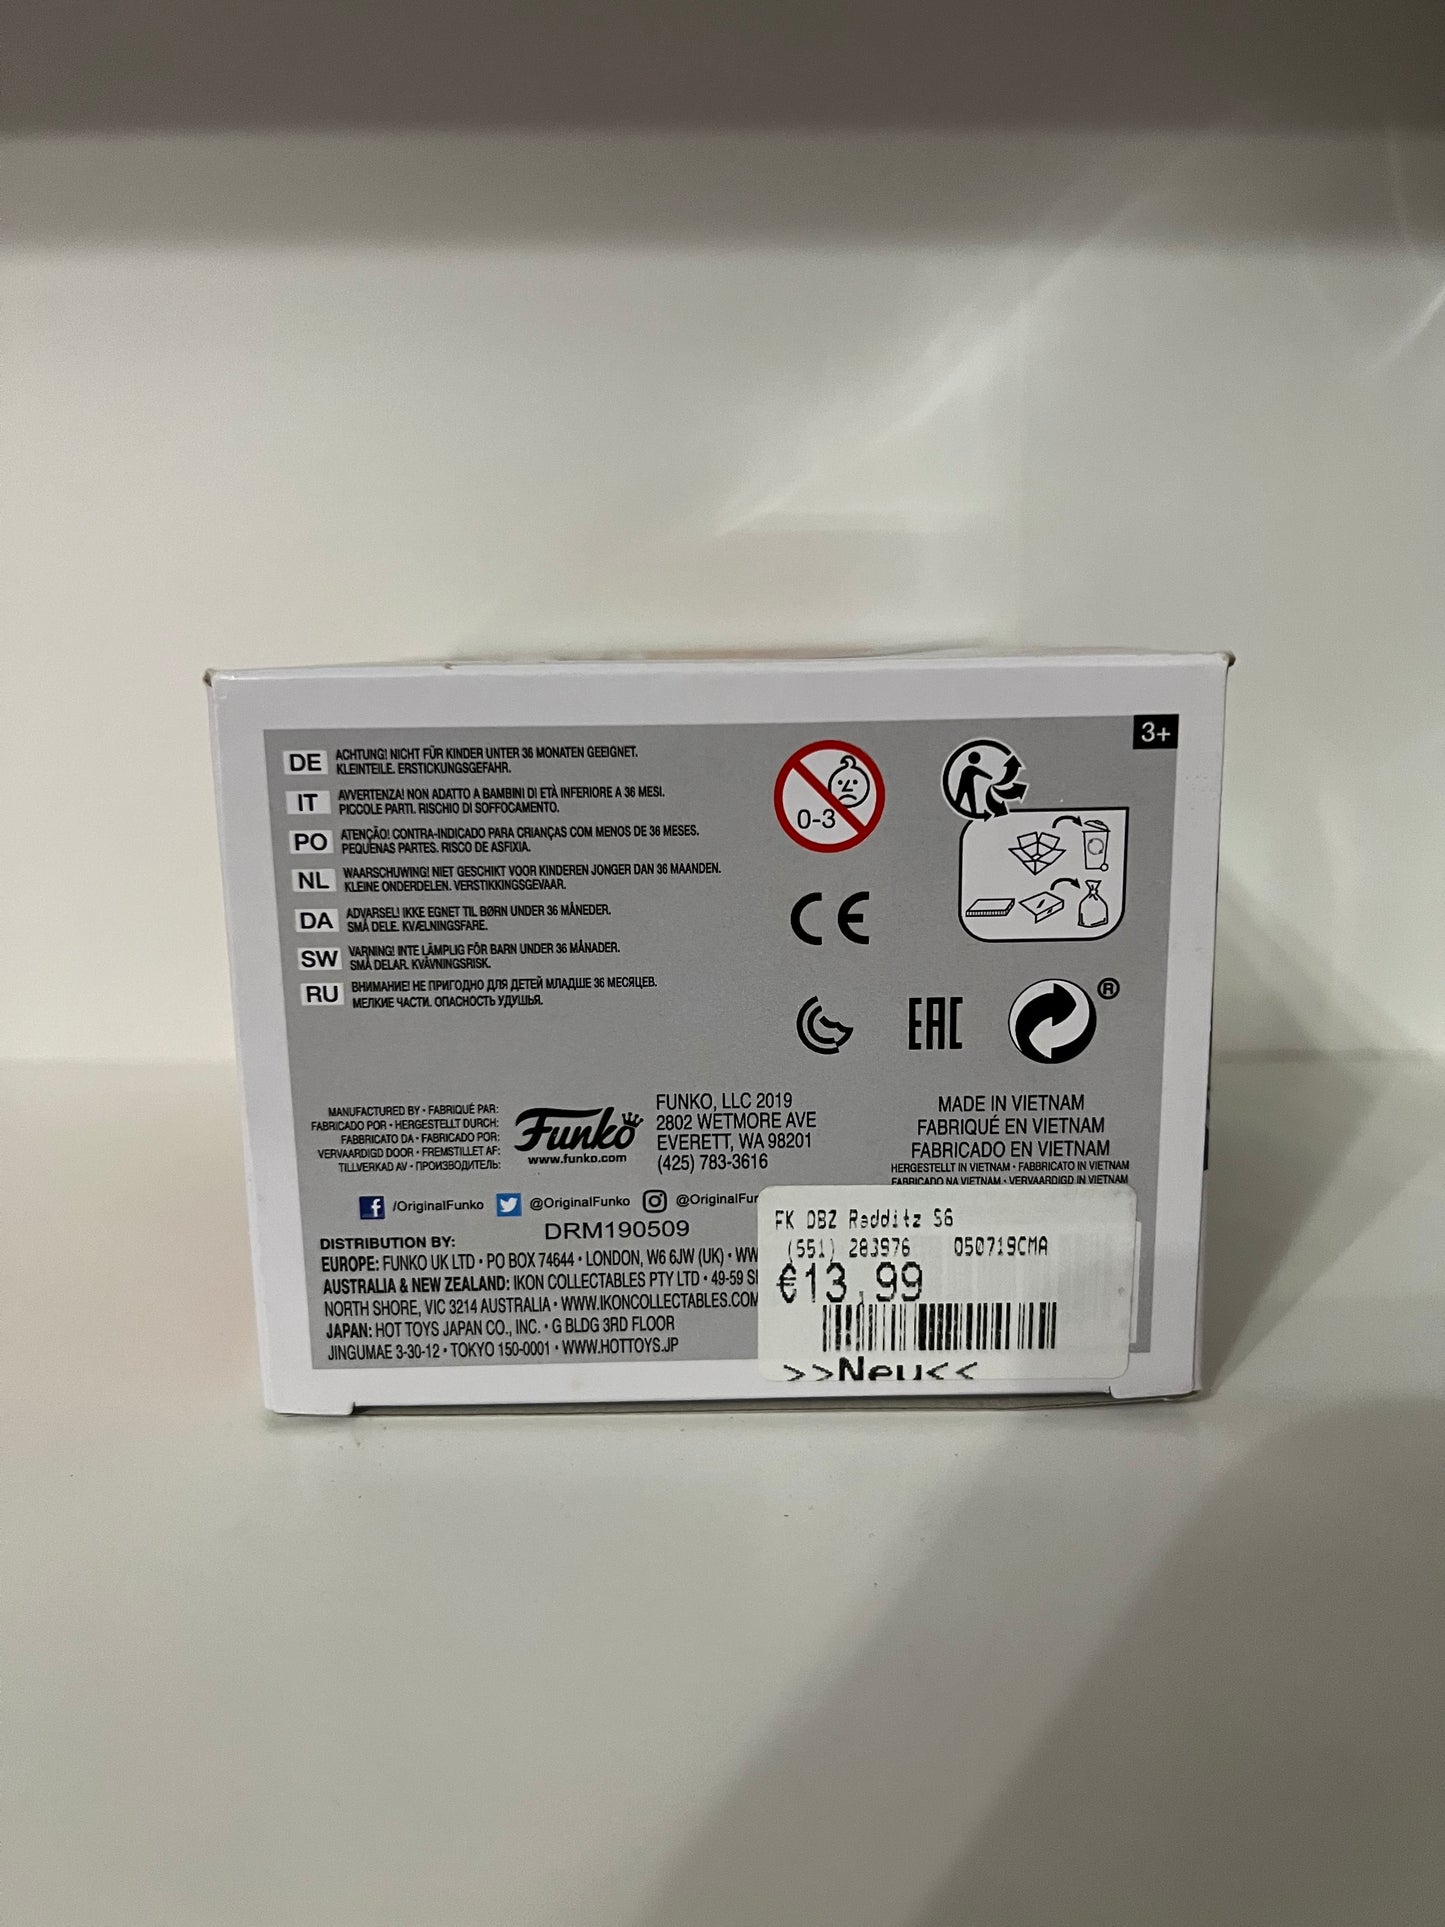 3+
DE ACHTUNG! NICHT FÜR KINDER UNTER 36 MONATEN GEEIGNET.
KLEINTEILE. ERSTICKUNGSGEFAHR.
IT AVVERTENZA! NON ADATTO A BAMBINI DI ETÀ INFERIORE A 36 MESI.
PICCOLE PARTI. RISCHIO DI SOFFOCAMENTO.
PO ATENÇÃO! CONTRA-INDICADO PARA CRIANÇAS COM MENOS DE 36 MESES.
PEQUENAS PARTES. RISCO DE ASFIXIA.
NL WAARSCHUWING! NIET GESCHIKT VOOR KINDEREN JONGER DAN 36 MAANDEN.
KLEINE ONDERDELEN. VERSTIKKINGSGEVAAR.
DA ADVARSEL! IKKE EGNET TIL BØRN UNDER 36 MÅNEDER.
SMÅ DELE. KVÆLNINGSFARE.
SW VARNING! INTE LÄMPLIG FÖR BARN UNDER 36 MÅNADER.
SMÅ DELAR. KVÄVNINGSRISK.
RU ВНИМАНИЕ! НЕ ПРИГОДНО ДЛЯ ДЕТЕЙ МЛАДШЕ 36 МЕСЯЦЕВ.
МЕЛКИЕ ЧАСТИ. ОПАСНОСТЬ УДУШЬЯ.
0-3
CE
EAC
®
MANUFACTURED BY • FABRIQUÉ PAR:
FABRICADO POR • HERGESTELLT DURCH:
FABBRICATO DA • FABRICADO POR:
VERVAARDIGD DOOR • FREMSTILLET AF:
TILLVERKAD AV • ПРОИЗВОДИТЕЛЬ:
Funko
www.funko.com
FUNKO, LLC 2019
2802 WETMORE AVE
EVERETT, WA 98201
(425) 783-3616
MADE IN VIETNAM
FABRIQUÉ EN VIETNAM
FABRICADO EN VIETNAM
HERGESTELLT IN VIETNAM • FABBRICATO IN VIETNAM
FABRICADO NA VIETNAM • VERVAARDIGD IN VIETNAM
/OriginalFunko @OriginalFunko @OriginalFun
DRM190509
DISTRIBUTION BY:
EUROPE: FUNKO UK LTD • PO BOX 74644 • LONDON, W6 6JW (UK) • WW
AUSTRALIA & NEW ZEALAND: IKON COLLECTABLES PTY LTD • 49-59 S
NORTH SHORE, VIC 3214 AUSTRALIA • WWW.IKONCOLLECTABLES.COM
JAPAN: HOT TOYS JAPAN CO., INC. • G BLDG 3RD FLOOR
JINGUMAE 3-30-12 • TOKYO 150-0001 • WWW.HOTTOYS.JP
FK DBZ Radditz S6
(551) 283976 050719CMA
€13,99
>>Neu<<